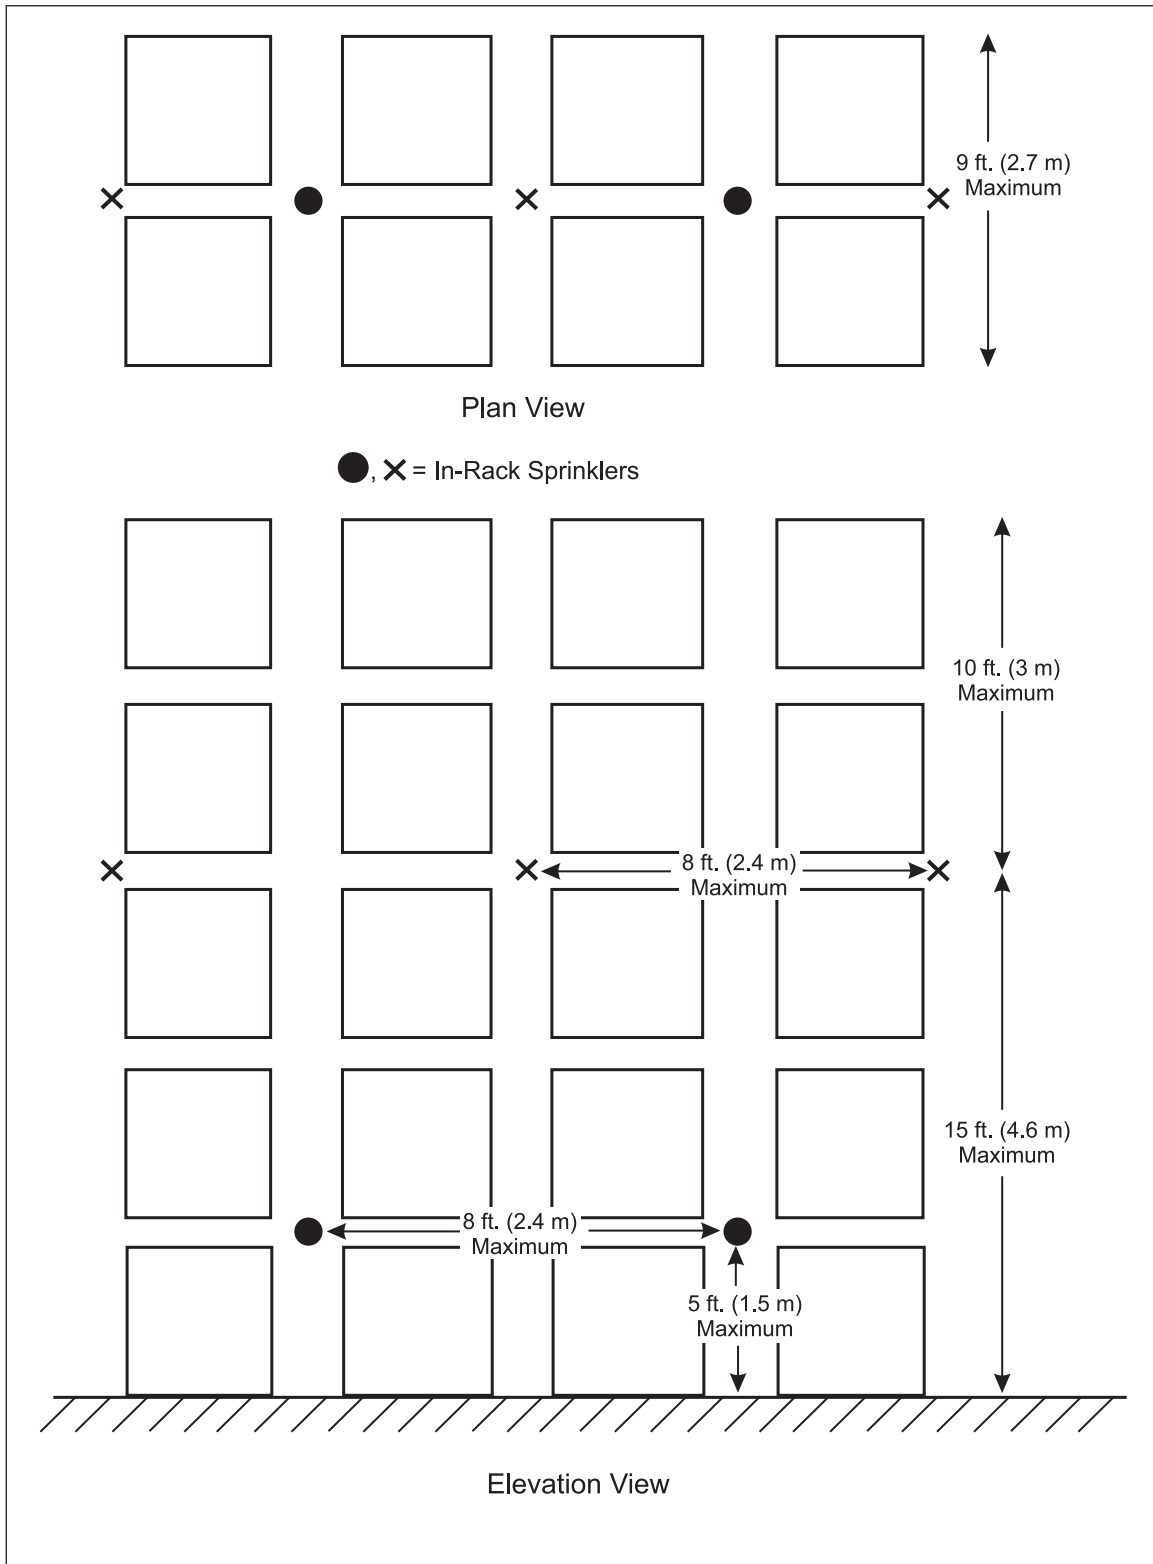 9 ft. (2.7 m)
Maximum
Plan View
, = In-Rack Sprinklers
10 ft. (3 m)
Maximum
8 ft. (2.4 m)
Maximum
15 ft. (4.6 m)
Maximum
8 ft. (2.4 m)
Maximum
5 ft. (1.5 m)
Maximum
Elevation View